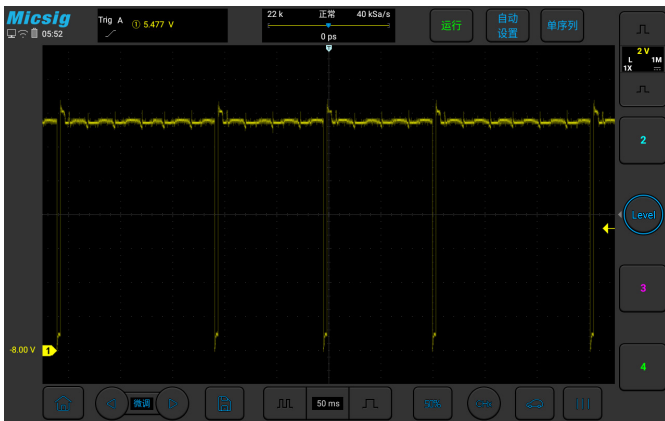 Micsig
05:52
Trig A ① 5.477 V
22 k 正常 40 kSa/s
0 ps
运行
自动
设置
单序列
2 V
L 1M
1X
2
Level
3
-8.00 V
1
4
微调
50 ms